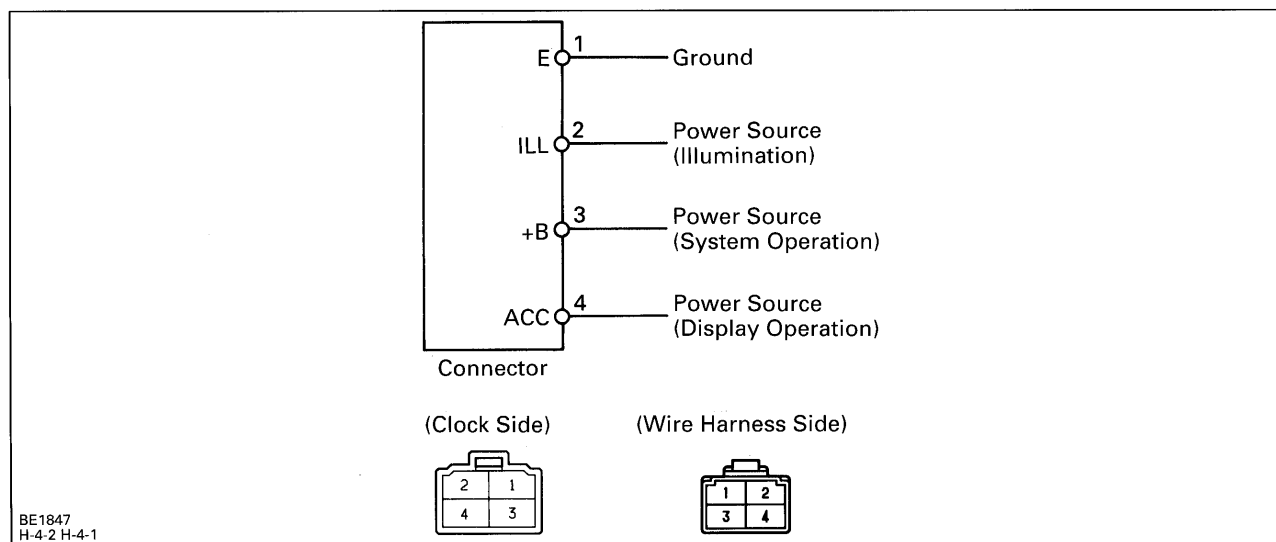 E 1 Ground
ILL 2 Power Source
(Illumination)
+B 3 Power Source
(System Operation)
ACC 4 Power Source
(Display Operation)
Connector
(Clock Side) (Wire Harness Side)
2 1 1 2
4 3 3 4
BE1847
H-4-2 H-4-1